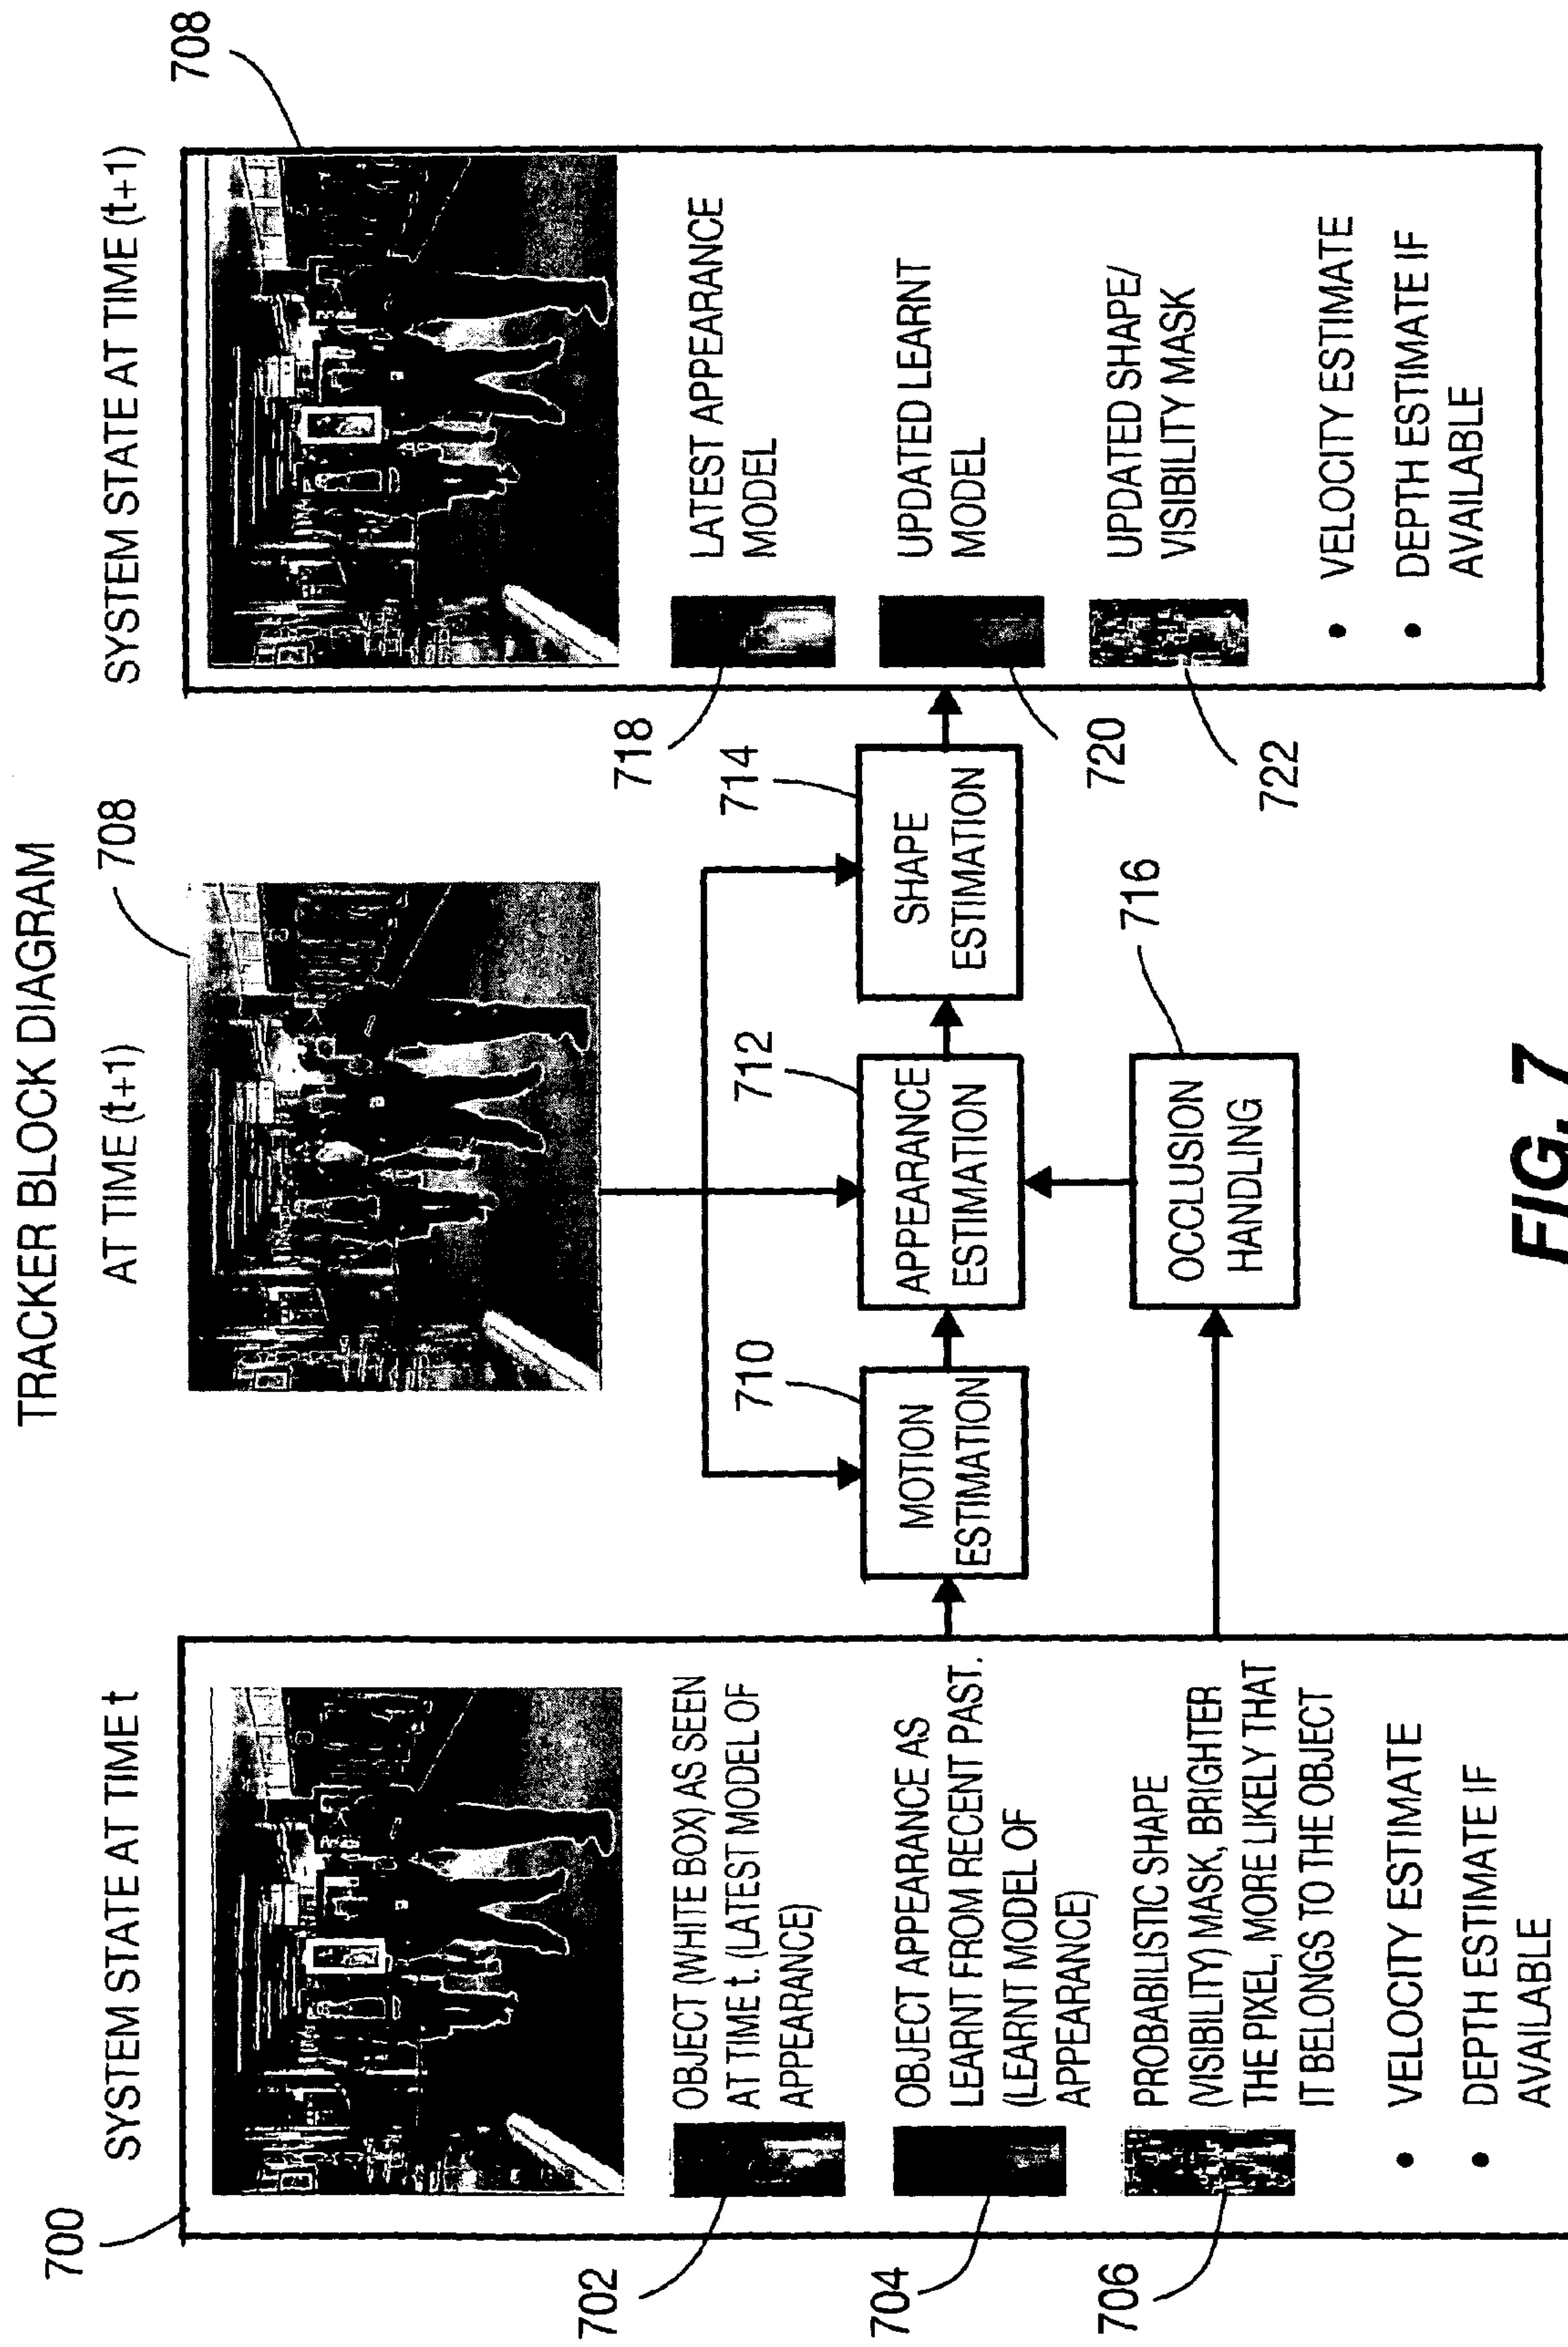 TRACKER BLOCK DIAGRAM
700
SYSTEM STATE AT TIME t
702
OBJECT (WHITE BOX) AS SEEN
AT TIME t. (LATEST MODEL OF
APPEARANCE)
704
OBJECT APPEARANCE AS
LEARNT FROM RECENT PAST.
(LEARNT MODEL OF
APPEARANCE)
706
PROBABILISTIC SHAPE
(VISIBILITY) MASK, BRIGHTER
THE PIXEL, MORE LIKELY THAT
IT BELONGS TO THE OBJECT
• VELOCITY ESTIMATE
• DEPTH ESTIMATE IF
AVAILABLE
AT TIME (t+1)
708
710
MOTION
ESTIMATION
712
APPEARANCE
ESTIMATION
714
SHAPE
ESTIMATION
716
OCCLUSION
HANDLING
SYSTEM STATE AT TIME (t+1)
708
718
LATEST APPEARANCE
MODEL
720
UPDATED LEARNT
MODEL
722
UPDATED SHAPE/
VISIBILITY MASK
• VELOCITY ESTIMATE
• DEPTH ESTIMATE IF
AVAILABLE
FIG. 7